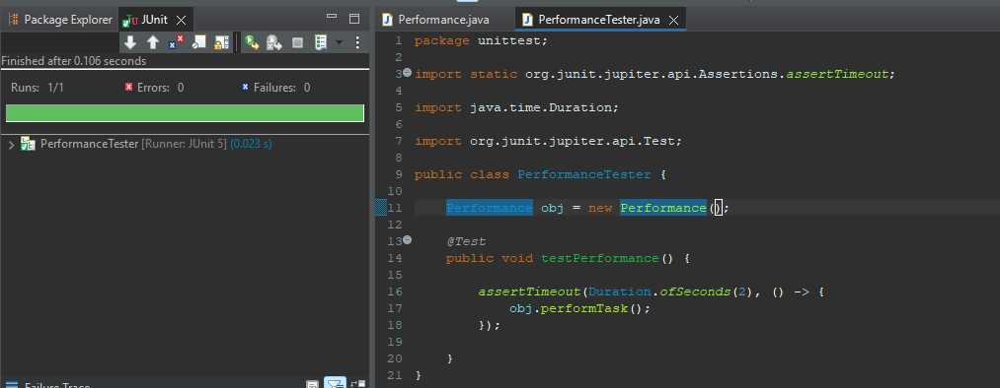 Package Explorer
JUnit
Finished after 0.106 seconds
Runs: 1/1
Errors: 0
Failures: 0
PerformanceTester [Runner: JUnit 5] (0.023 s)
Failure Trace
Performance.java
PerformanceTester.java
1 package unittest;
2
3 import static org.junit.jupiter.api.Assertions.assertTimeout;
4
5 import java.time.Duration;
6
7 import org.junit.jupiter.api.Test;
8
9 public class PerformanceTester {
10
11 Performance obj = new Performance();
12
13 @Test
14 public void testPerformance() {
15
16 assertTimeout(Duration.ofSeconds(2), () -> {
17 obj.performTask();
18 });
19
20 }
21 }